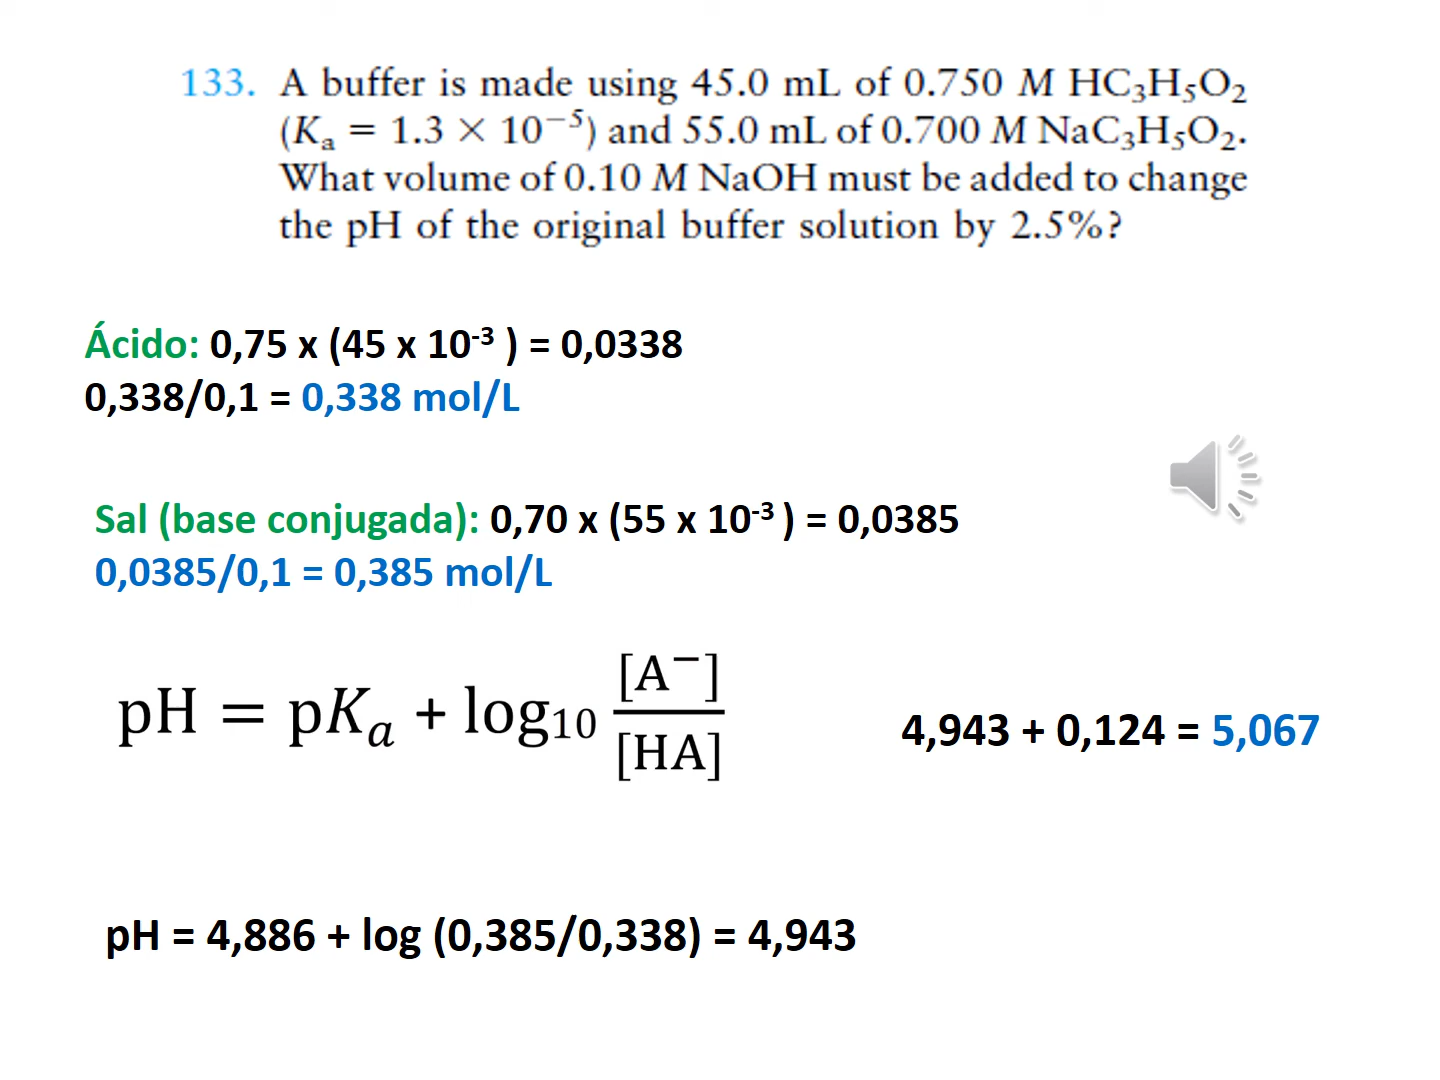 133. A buffer is made using 45.0 mL of 0.750 M HC₃H₅O₂
(Kₐ = 1.3 × 10⁻⁵) and 55.0 mL of 0.700 M NaC₃H₅O₂.
What volume of 0.10 M NaOH must be added to change
the pH of the original buffer solution by 2.5%?
Ácido: 0,75 x (45 x 10⁻³ ) = 0,0338
0,338/0,1 = 0,338 mol/L
Sal (base conjugada): 0,70 x (55 x 10⁻³ ) = 0,0385
0,0385/0,1 = 0,385 mol/L
pH = pKₐ + log₁₀ [A⁻]/[HA]
4,943 + 0,124 = 5,067
pH = 4,886 + log (0,385/0,338) = 4,943